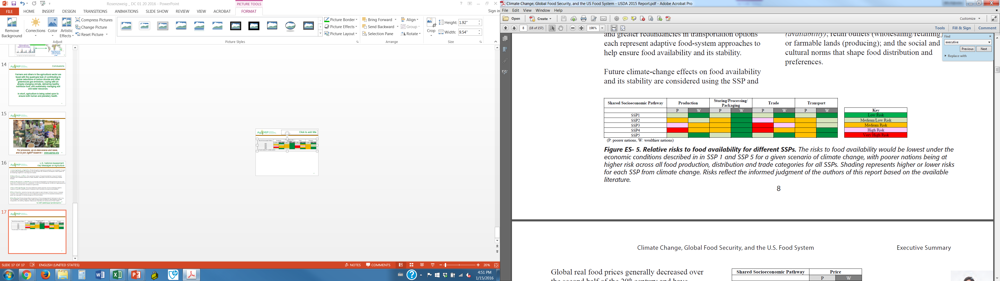 Rosenzweig _ DC 01 20 2016 - PowerPoint
PICTURE TOOLS
FILE
HOME
INSERT
DESIGN
TRANSITIONS
ANIMATIONS
SLIDE SHOW
REVIEW
VIEW
ACROBAT
FORMAT
Sign in
Remove
Background
Corrections
Color
Artistic
Effects
Compress Pictures
Change Picture
Reset Picture
Adjust
Picture Styles
Picture Border
Picture Effects
Picture Layout
Bring Forward
Send Backward
Selection Pane
Align
Group
Rotate
Arrange
Crop
Height: 1.92"
Width: 9.54"
Size
14
AgMIP
Conclusions
Farmers and others in the agricultural sector are
faced with the quadruple task of contributing to
global reductions of carbon dioxide and other
greenhouse gas emissions, coping with an
already-changing climate, delivering healthy
nutritious food, and sustainably managing soil
and water resources.
In short, agriculture is being called upon to
ensure both human and planetary health.
15
AgMIP
For protocols, up-to-date events and news,
and to join AgMIP listserve – www.agmip.org
16
AgMIP
U.S. National Assessment:
Key Messages on Agriculture
17
AgMIP
AgMIP
Click to add title
SLIDE 17 OF 17
ENGLISH (UNITED STATES)
NOTES
COMMENTS
20%
4:51 PM
1/15/2016
Climate Change, Global Food Security, and the US Food System - USDA 2015 Report.pdf - Adobe Acrobat Pro
File Edit View Window Help
Open
Create
Customize
8
(18 of 157)
198%
Tools
Fill & Sign
Comment
Find
executive
Previous
Next
Replace with
and greater redundancies in transportation options
each represent adaptive food-system approaches to
help ensure food availability and its stability.
Future climate-change effects on food availability
and its stability are considered using the SSP and
(availability); retail outlets (wholesaling/retailing)
or farmable lands (producing); and the social and
cultural norms that shape food distribution and
preferences.
Shared Socioeconomic Pathway Production Storing/Processing/ Packaging Trade Transport
P W P W P W P W
SSP1
SSP2
SSP3
SSP4
SSP5
(P: poorer nations, W: wealthier nations)
Key
Low Risk
Medium/Low Risk
Medium Risk
High Risk
Very High Risk
Figure ES- 5. Relative risks to food availability for different SSPs. The risks to food availability would be lowest under the
economic conditions described in in SSP 1 and SSP 5 for a given scenario of climate change, with poorer nations being at
higher risk across all food production, distribution and trade categories for all SSPs. Shading represents higher or lower risks
for each SSP from climate change. Risks reflect the informed judgment of the authors of this report based on the available
literature.
8
Climate Change, Global Food Security, and the U.S. Food System
Executive Summary
Global real food prices generally decreased over
the second half of the 20th century and have
Shared Socioeconomic Pathway Price
P W